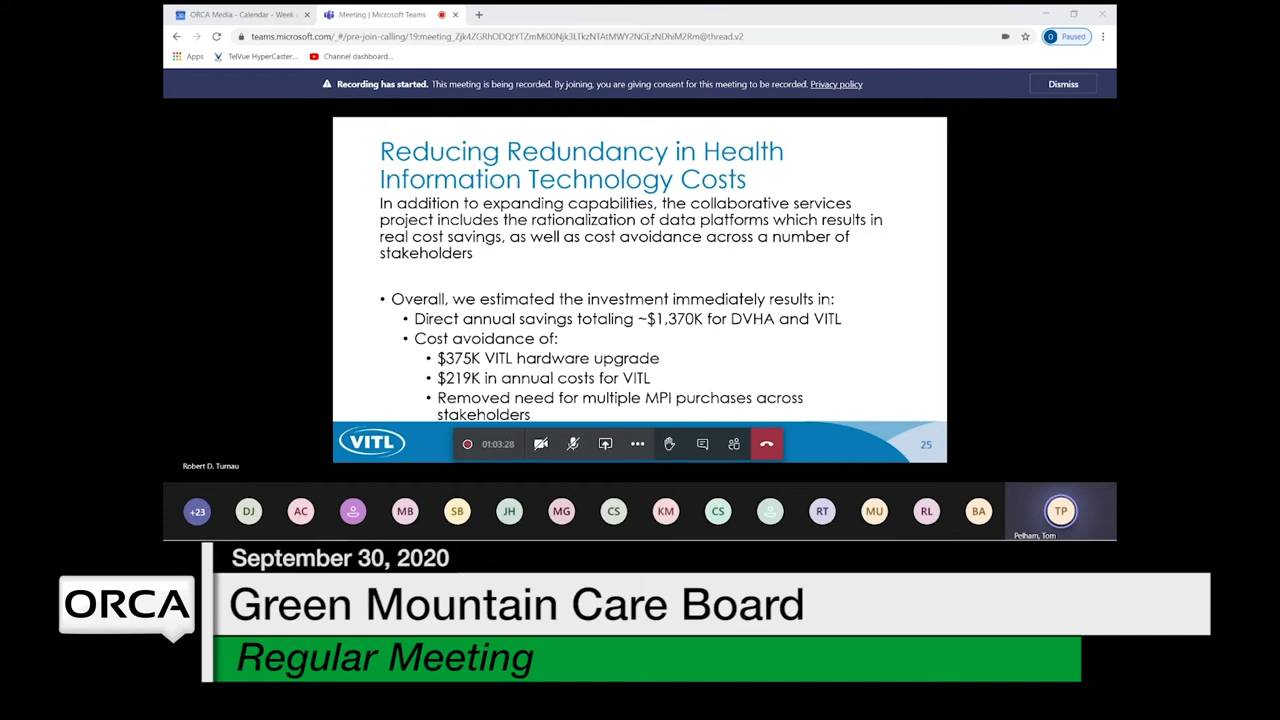 ORCA Media - Calendar - Week
Meeting | Microsoft Teams
teams.microsoft.com/_#/pre-join-calling/19:meeting_Zjk4ZGRhODQtYTZmMi00Njk3LTkzNTAtMWY2NGEzNDhiM2Rm@thread.v2
O Paused
Apps
TelVue HyperCaster...
Channel dashboard...
Recording has started. This meeting is being recorded. By joining, you are giving consent for this meeting to be recorded. Privacy policy
Dismiss
Reducing Redundancy in Health
Information Technology Costs
In addition to expanding capabilities, the collaborative services
project includes the rationalization of data platforms which results in
real cost savings, as well as cost avoidance across a number of
stakeholders
• Overall, we estimated the investment immediately results in:
• Direct annual savings totaling ~$1,370K for DVHA and VITL
• Cost avoidance of:
• $375K VITL hardware upgrade
• $219K in annual costs for VITL
• Removed need for multiple MPI purchases across
stakeholders
VITL
01:03:28
25
Robert D. Turnau
+23 DJ AC MB SB JH MG CS KM CS RT MU RL BA TP
Pelham, Tom
September 30, 2020
ORCA
Green Mountain Care Board
Regular Meeting